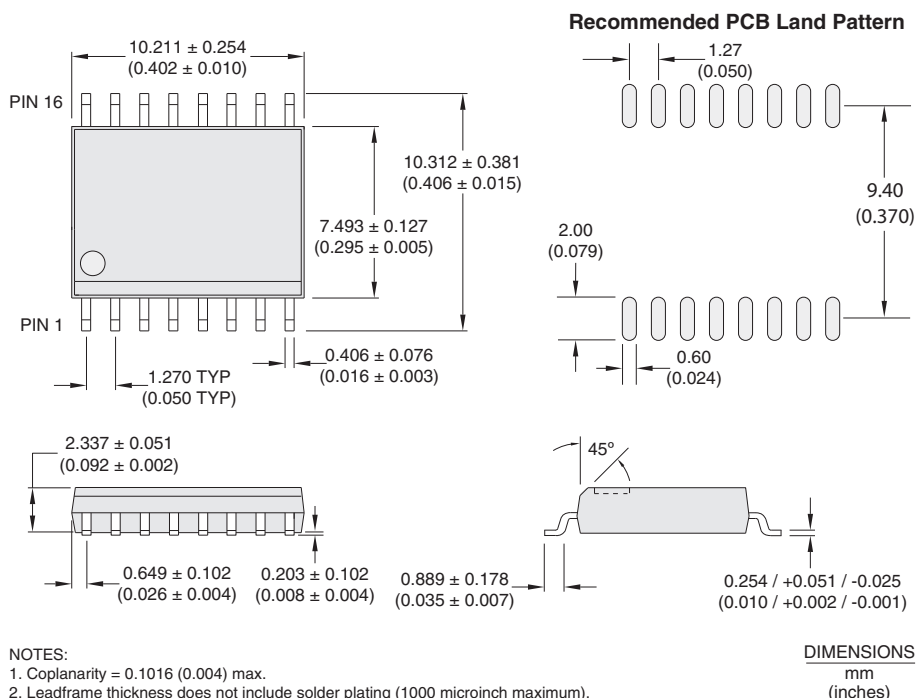 Recommended PCB Land Pattern
10.211 ± 0.254
(0.402 ± 0.010)
PIN 16
10.312 ± 0.381
(0.406 ± 0.015)
7.493 ± 0.127
(0.295 ± 0.005)
PIN 1
1.270 TYP
(0.050 TYP)
0.406 ± 0.076
(0.016 ± 0.003)
1.27
(0.050)
9.40
(0.370)
2.00
(0.079)
0.60
(0.024)
2.337 ± 0.051
(0.092 ± 0.002)
0.649 ± 0.102
(0.026 ± 0.004)
0.203 ± 0.102
(0.008 ± 0.004)
45º
0.889 ± 0.178
(0.035 ± 0.007)
0.254 / +0.051 / -0.025
(0.010 / +0.002 / -0.001)
NOTES:
1. Coplanarity = 0.1016 (0.004) max.
2. Leadframe thickness does not include solder plating (1000 microinch maximum).
DIMENSIONS
mm
(inches)